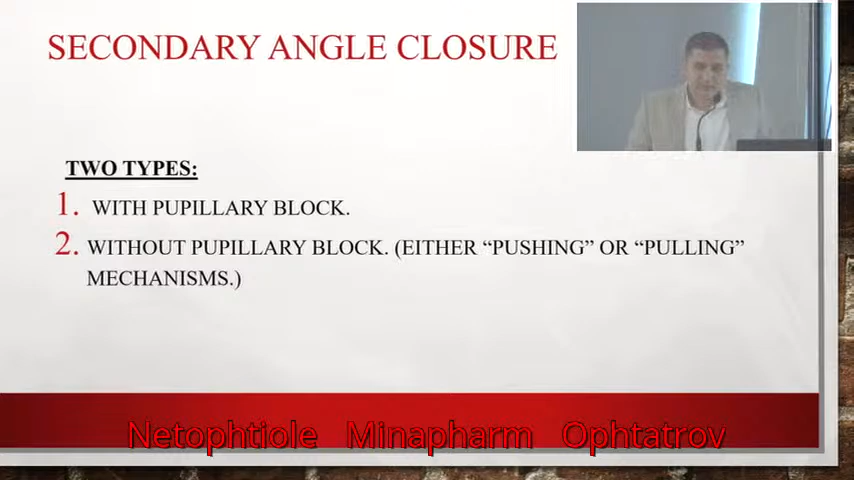 SECONDARY ANGLE CLOSURE
TWO TYPES:
1. WITH PUPILLARY BLOCK.
2. WITHOUT PUPILLARY BLOCK. (EITHER “PUSHING” OR “PULLING”
MECHANISMS.)
Netophtiole Minapharm Ophtatrov